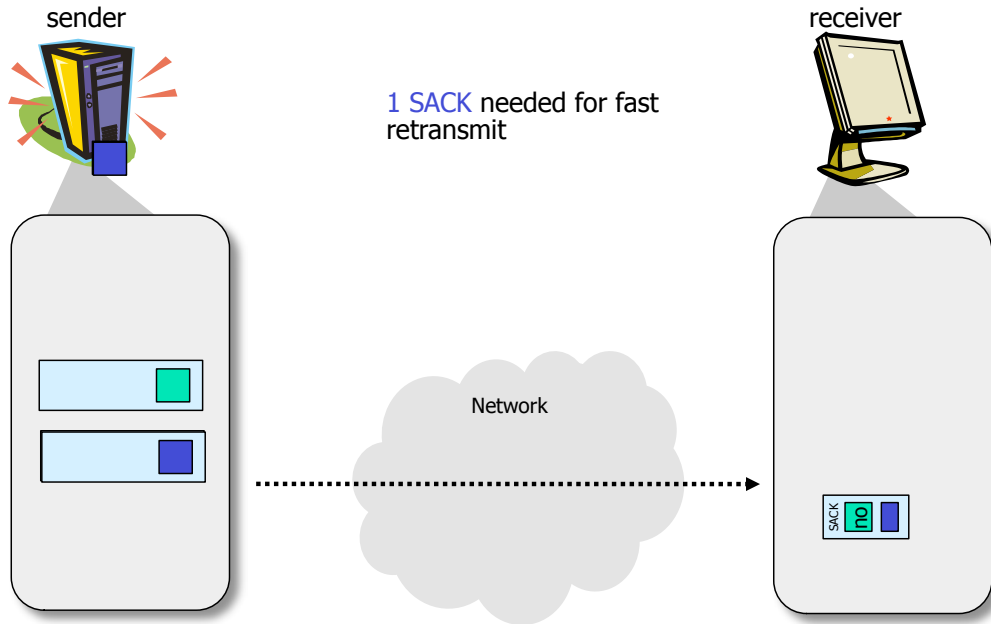 sender
receiver
1 SACK needed for fast
retransmit
Network
SACK
no